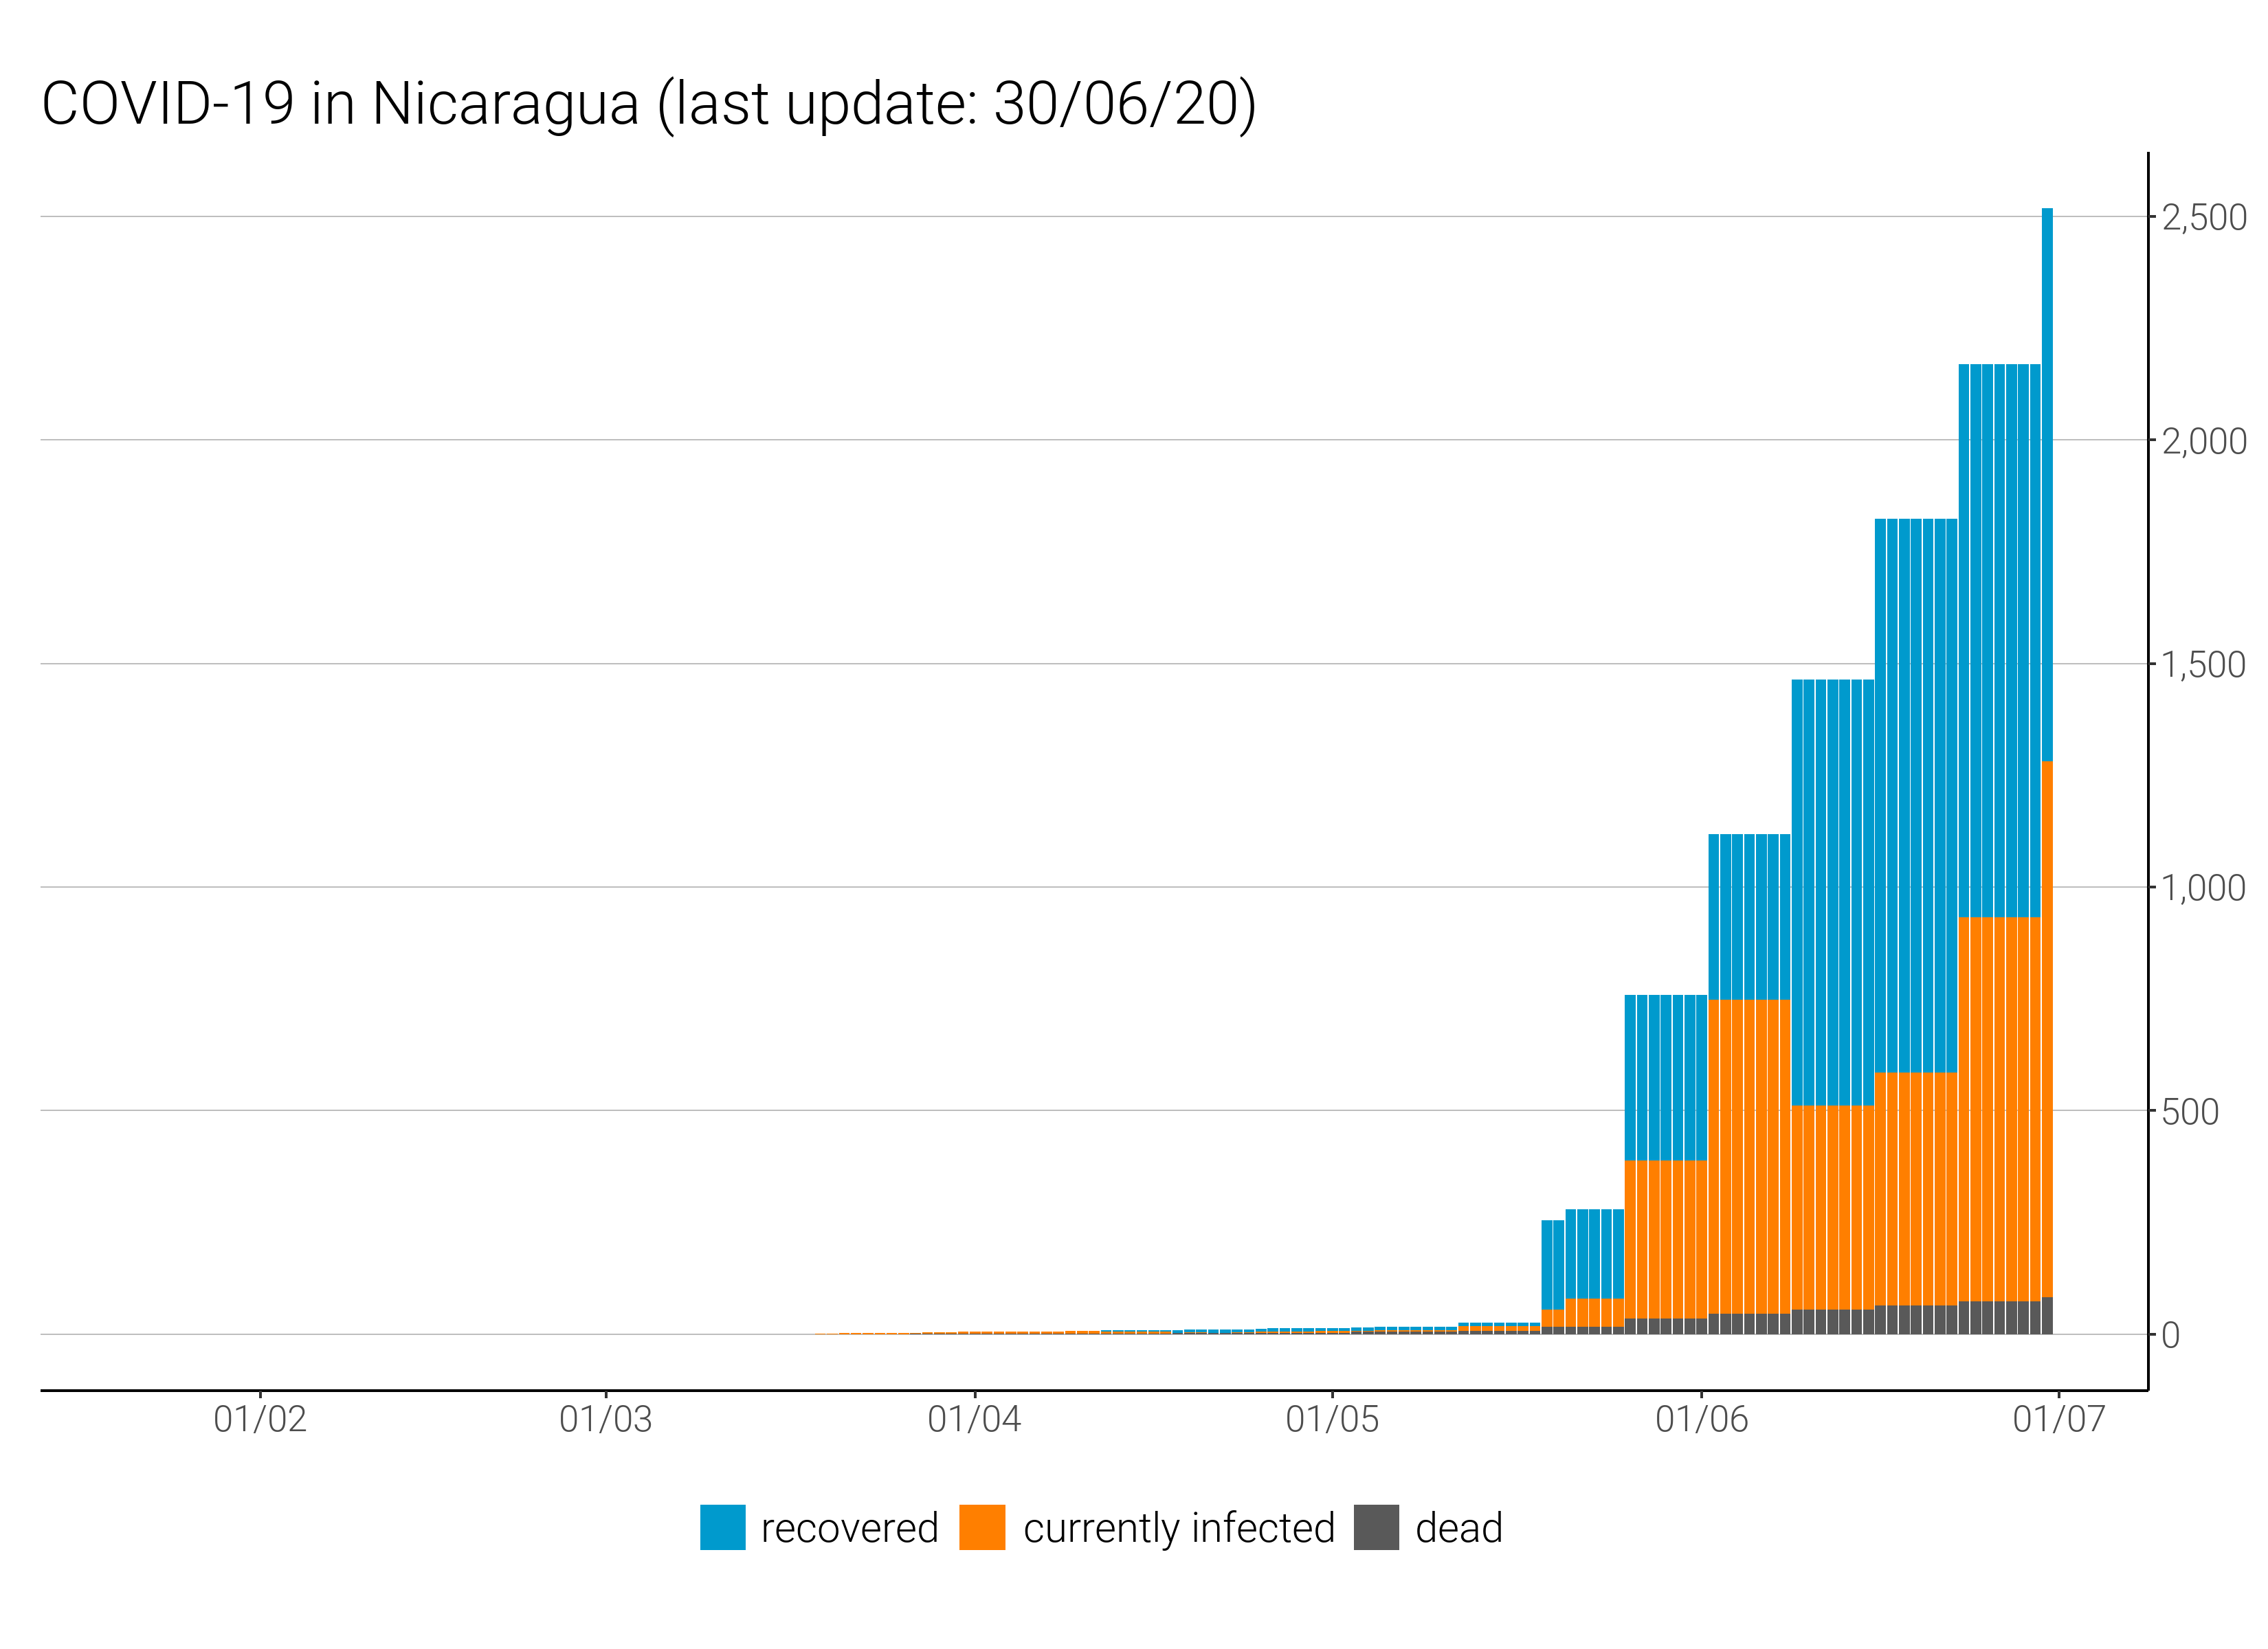 COVID-19 in Nicaragua (last update: 30/06/20)
2,500
2,000
1,500
1,000
500
0
01/02 01/03 01/04 01/05 01/06 01/07
recovered currently infected dead